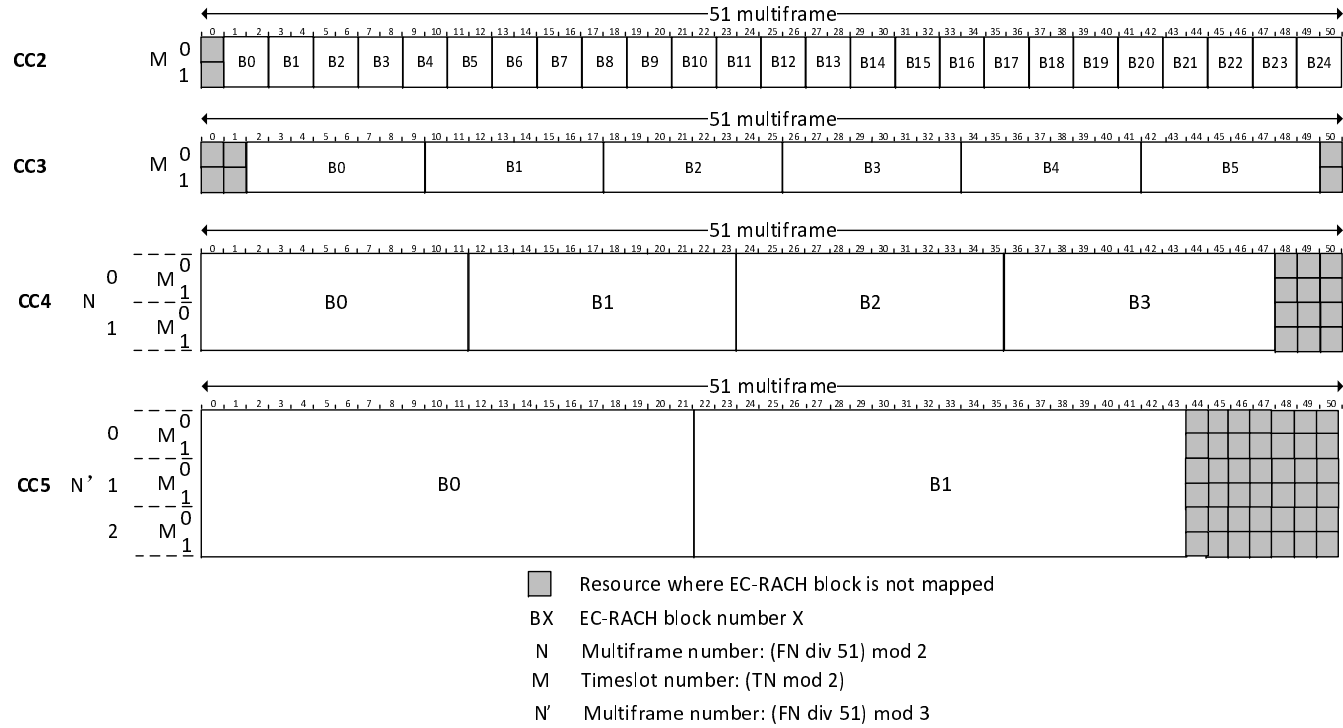 51 multiframe
0 1 2 3 4 5 6 7 8 9 10 11 12 13 14 15 16 17 18 19 20 21 22 23 24 25 26 27 28 29 30 31 32 33 34 35 36 37 38 39 40 41 42 43 44 45 46 47 48 49 50
CC2 M 0 1 B0 B1 B2 B3 B4 B5 B6 B7 B8 B9 B10 B11 B12 B13 B14 B15 B16 B17 B18 B19 B20 B21 B22 B23 B24
51 multiframe
0 1 2 3 4 5 6 7 8 9 10 11 12 13 14 15 16 17 18 19 20 21 22 23 24 25 26 27 28 29 30 31 32 33 34 35 36 37 38 39 40 41 42 43 44 45 46 47 48 49 50
CC3 M 0 1 B0 B1 B2 B3 B4 B5
51 multiframe
0 1 2 3 4 5 6 7 8 9 10 11 12 13 14 15 16 17 18 19 20 21 22 23 24 25 26 27 28 29 30 31 32 33 34 35 36 37 38 39 40 41 42 43 44 45 46 47 48 49 50
0 M 0 1
CC4 N B0 B1 B2 B3
1 M 0 1
51 multiframe
0 1 2 3 4 5 6 7 8 9 10 11 12 13 14 15 16 17 18 19 20 21 22 23 24 25 26 27 28 29 30 31 32 33 34 35 36 37 38 39 40 41 42 43 44 45 46 47 48 49 50
0 M 0 1
CC5 N’ 1 M 0 1 B0 B1
2 M 0 1
Resource where EC-RACH block is not mapped
BX EC-RACH block number X
N Multiframe number: (FN div 51) mod 2
M Timeslot number: (TN mod 2)
N’ Multiframe number: (FN div 51) mod 3